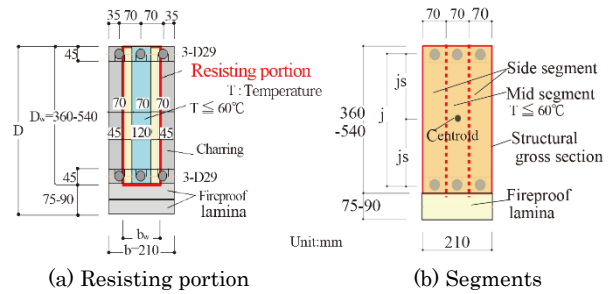 35 70 70 35
45
3-D29
Resisting portion
T : Temperature
70 70
T ≦ 60℃
D
Dw=360-540
45 120 45
Charring
45
3-D29
75-90
Fireproof
lamina
bw
b=210
(a) Resisting portion
70 70 70
Side segment
js
Mid segment
T ≦ 60℃
360
-540
j
Centroid
Structural
gross section
js
Fireproof
lamina
75-90
Unit:mm
210
(b) Segments